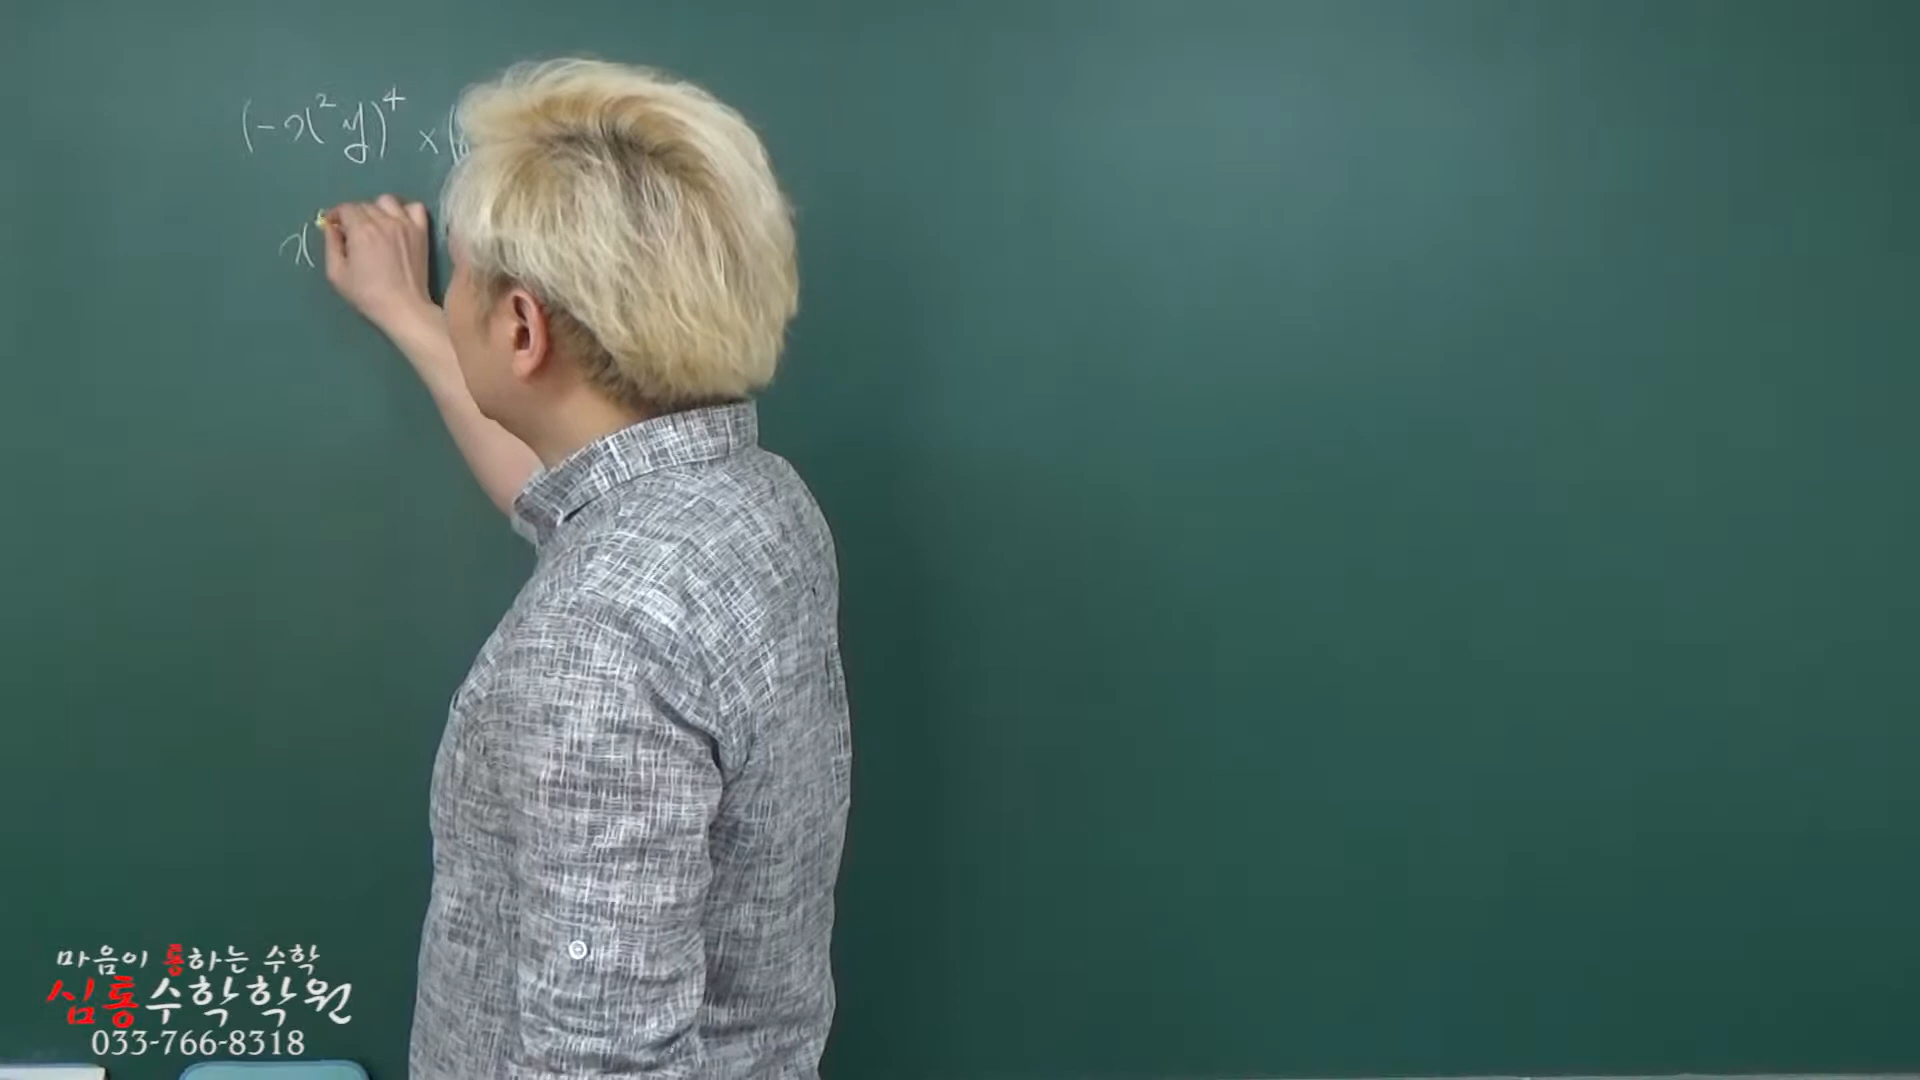 (-x²y)⁴ × (
x
마음이 통하는 수학
심통수학학원
033-766-8318